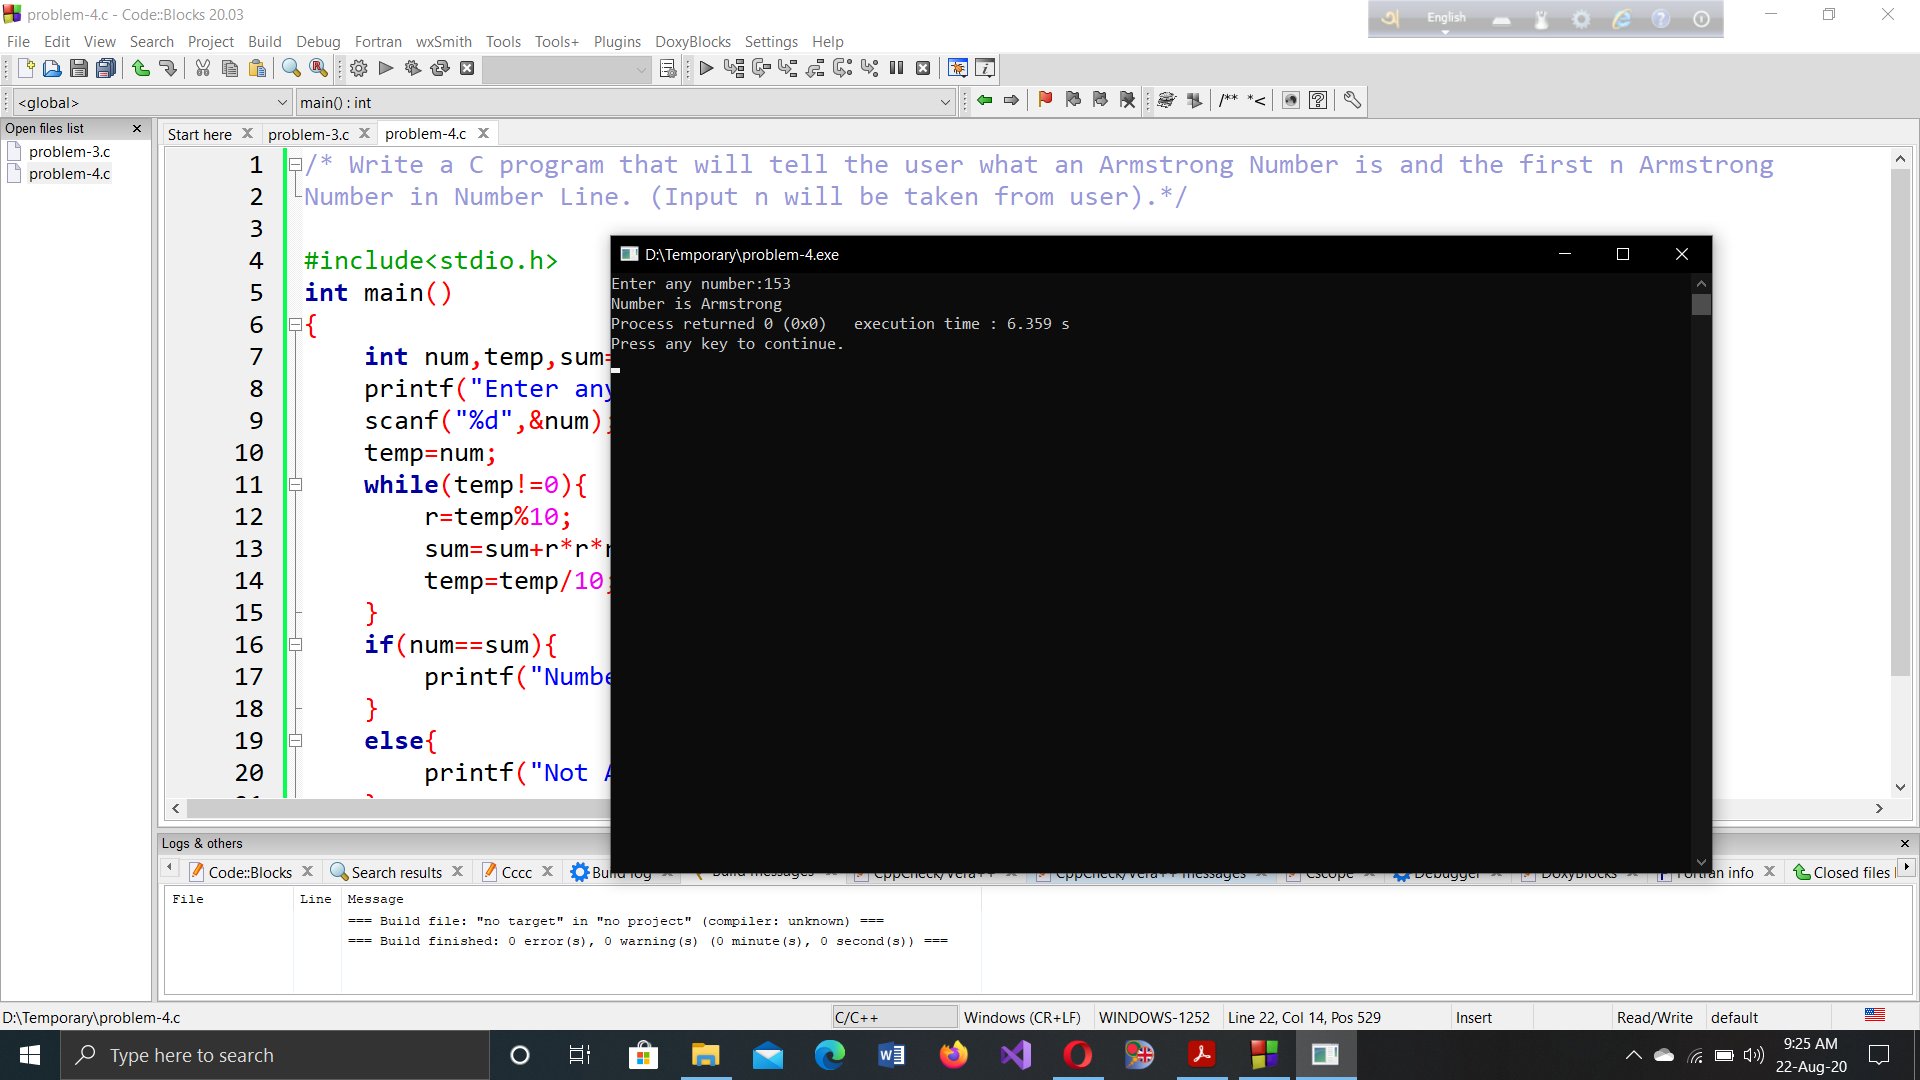 problem-4.c - Code::Blocks 20.03
English
File Edit View Search Project Build Debug Fortran wxSmith Tools Tools+ Plugins DoxyBlocks Settings Help
<global> main() : int /** *<
Open files list
Start here problem-3.c problem-4.c
problem-3.c
problem-4.c
1 /* Write a C program that will tell the user what an Armstrong Number is and the first n Armstrong
2 Number in Number Line. (Input n will be taken from user).*/
3
4 #include<stdio.h>
5 int main()
6 {
7 int num,temp,sum=
8 printf("Enter any
9 scanf("%d",&num);
10 temp=num;
11 while(temp!=0){
12 r=temp%10;
13 sum=sum+r*r*r
14 temp=temp/10;
15 }
16 if(num==sum){
17 printf("Numbe
18 }
19 else{
20 printf("Not A
21 }
D:\Temporary\problem-4.exe
Enter any number:153
Number is Armstrong
Process returned 0 (0x0) execution time : 6.359 s
Press any key to continue.
Logs & others
Code::Blocks Search results Cccc Build log Build messages CppCheck/Vera++ CppCheck/Vera++ messages Cscope Debugger DoxyBlocks Fortran info Closed files
File Line Message
=== Build file: "no target" in "no project" (compiler: unknown) ===
=== Build finished: 0 error(s), 0 warning(s) (0 minute(s), 0 second(s)) ===
D:\Temporary\problem-4.c C/C++ Windows (CR+LF) WINDOWS-1252 Line 22, Col 14, Pos 529 Insert Read/Write default
Type here to search
9:25 AM
22-Aug-20